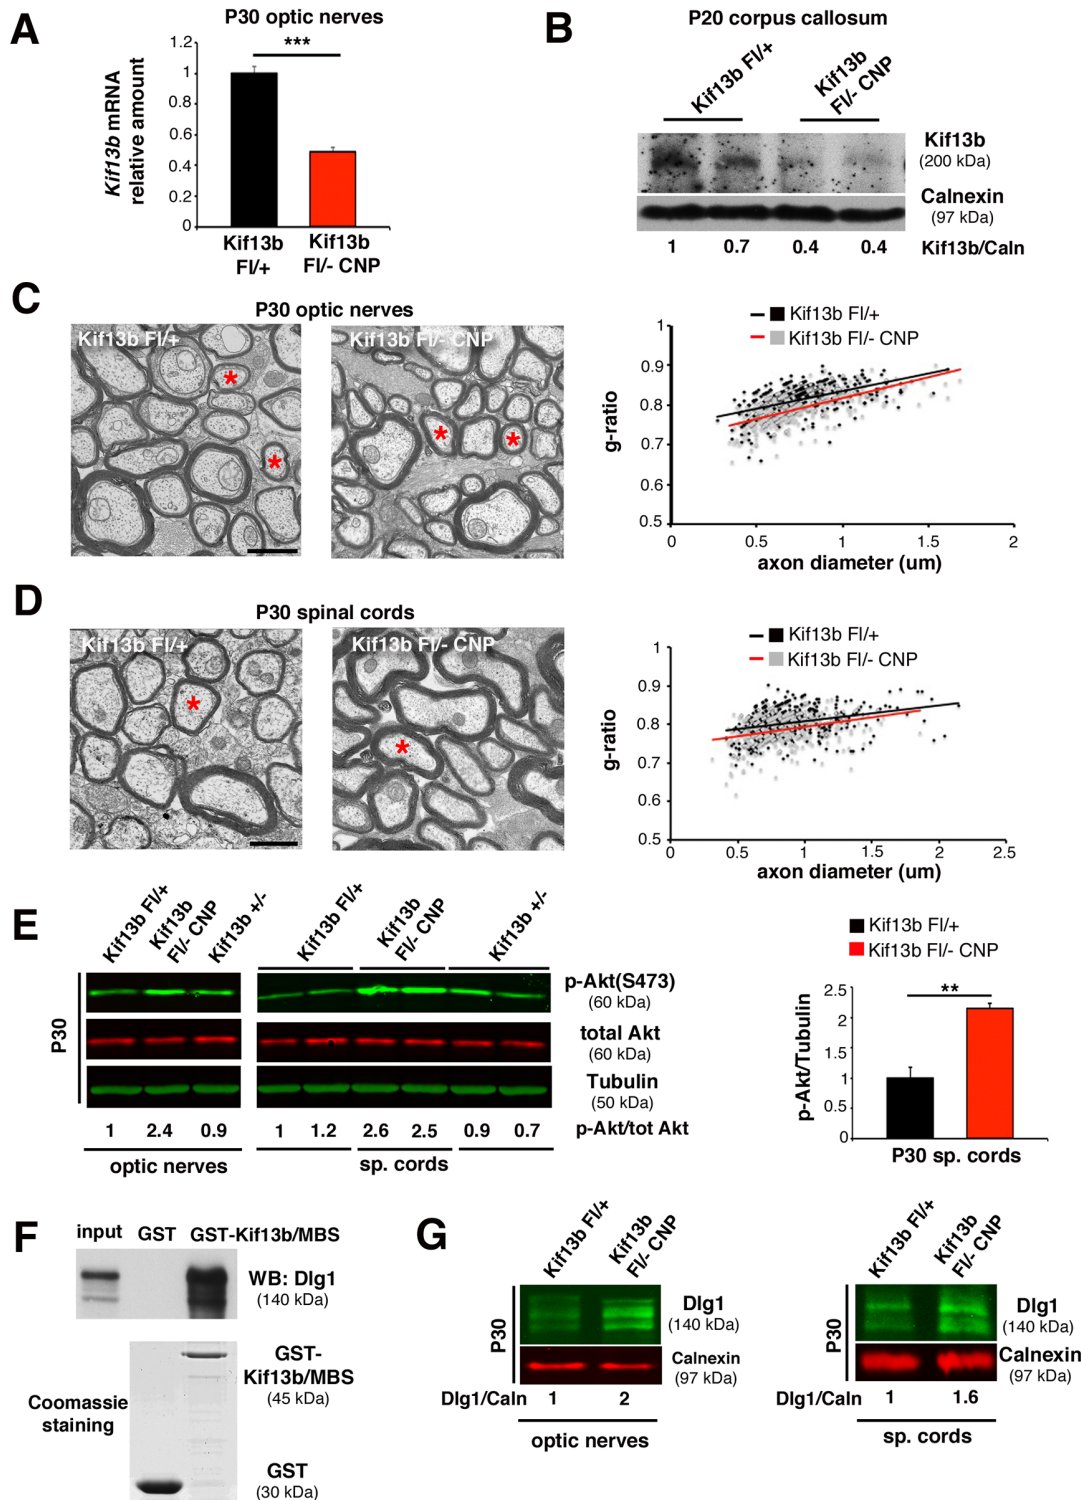 A
P30 optic nerves
***
Kif13b mRNA
relative amount
1.2
1
0.8
0.6
0.4
0.2
0
Kif13b
Fl/+
Kif13b
Fl/- CNP
B
P20 corpus callosum
Kif13b Fl/+
Kif13b
Fl/- CNP
Kif13b
(200 kDa)
Calnexin
(97 kDa)
1 0.7 0.4 0.4 Kif13b/Caln
C
P30 optic nerves
Kif13b Fl/+
Kif13b Fl/- CNP
*
*
*
*
Kif13b Fl/+
Kif13b Fl/- CNP
g-ratio
1
0.9
0.8
0.7
0.6
0.5
0 0.5 1 1.5 2
axon diameter (um)
D
P30 spinal cords
Kif13b Fl/+
Kif13b Fl/- CNP
*
*
Kif13b Fl/+
Kif13b Fl/- CNP
g-ratio
1
0.9
0.8
0.7
0.6
0.5
0 0.5 1 1.5 2 2.5
axon diameter (um)
E
Kif13b Fl/+
Kif13b
Fl/- CNP
Kif13b +/-
Kif13b Fl/+
Kif13b
Fl/- CNP
Kif13b +/-
P30
p-Akt(S473)
(60 kDa)
total Akt
(60 kDa)
Tubulin
(50 kDa)
1 2.4 0.9 1 1.2 2.6 2.5 0.9 0.7 p-Akt/tot Akt
optic nerves
sp. cords
Kif13b Fl/+
Kif13b Fl/- CNP
**
p-Akt/Tubulin
2.5
2
1.5
1
0.5
0
P30 sp. cords
F
input GST GST-Kif13b/MBS
WB: Dlg1
(140 kDa)
Coomassie
staining
GST-
Kif13b/MBS
(45 kDa)
GST
(30 kDa)
G
Kif13b Fl/+
Kif13b
Fl/- CNP
P30
Dlg1
(140 kDa)
Calnexin
(97 kDa)
Dlg1/Caln 1 2
optic nerves
Kif13b Fl/+
Kif13b
Fl/- CNP
P30
Dlg1
(140 kDa)
Calnexin
(97 kDa)
Dlg1/Caln 1 1.6
sp. cords